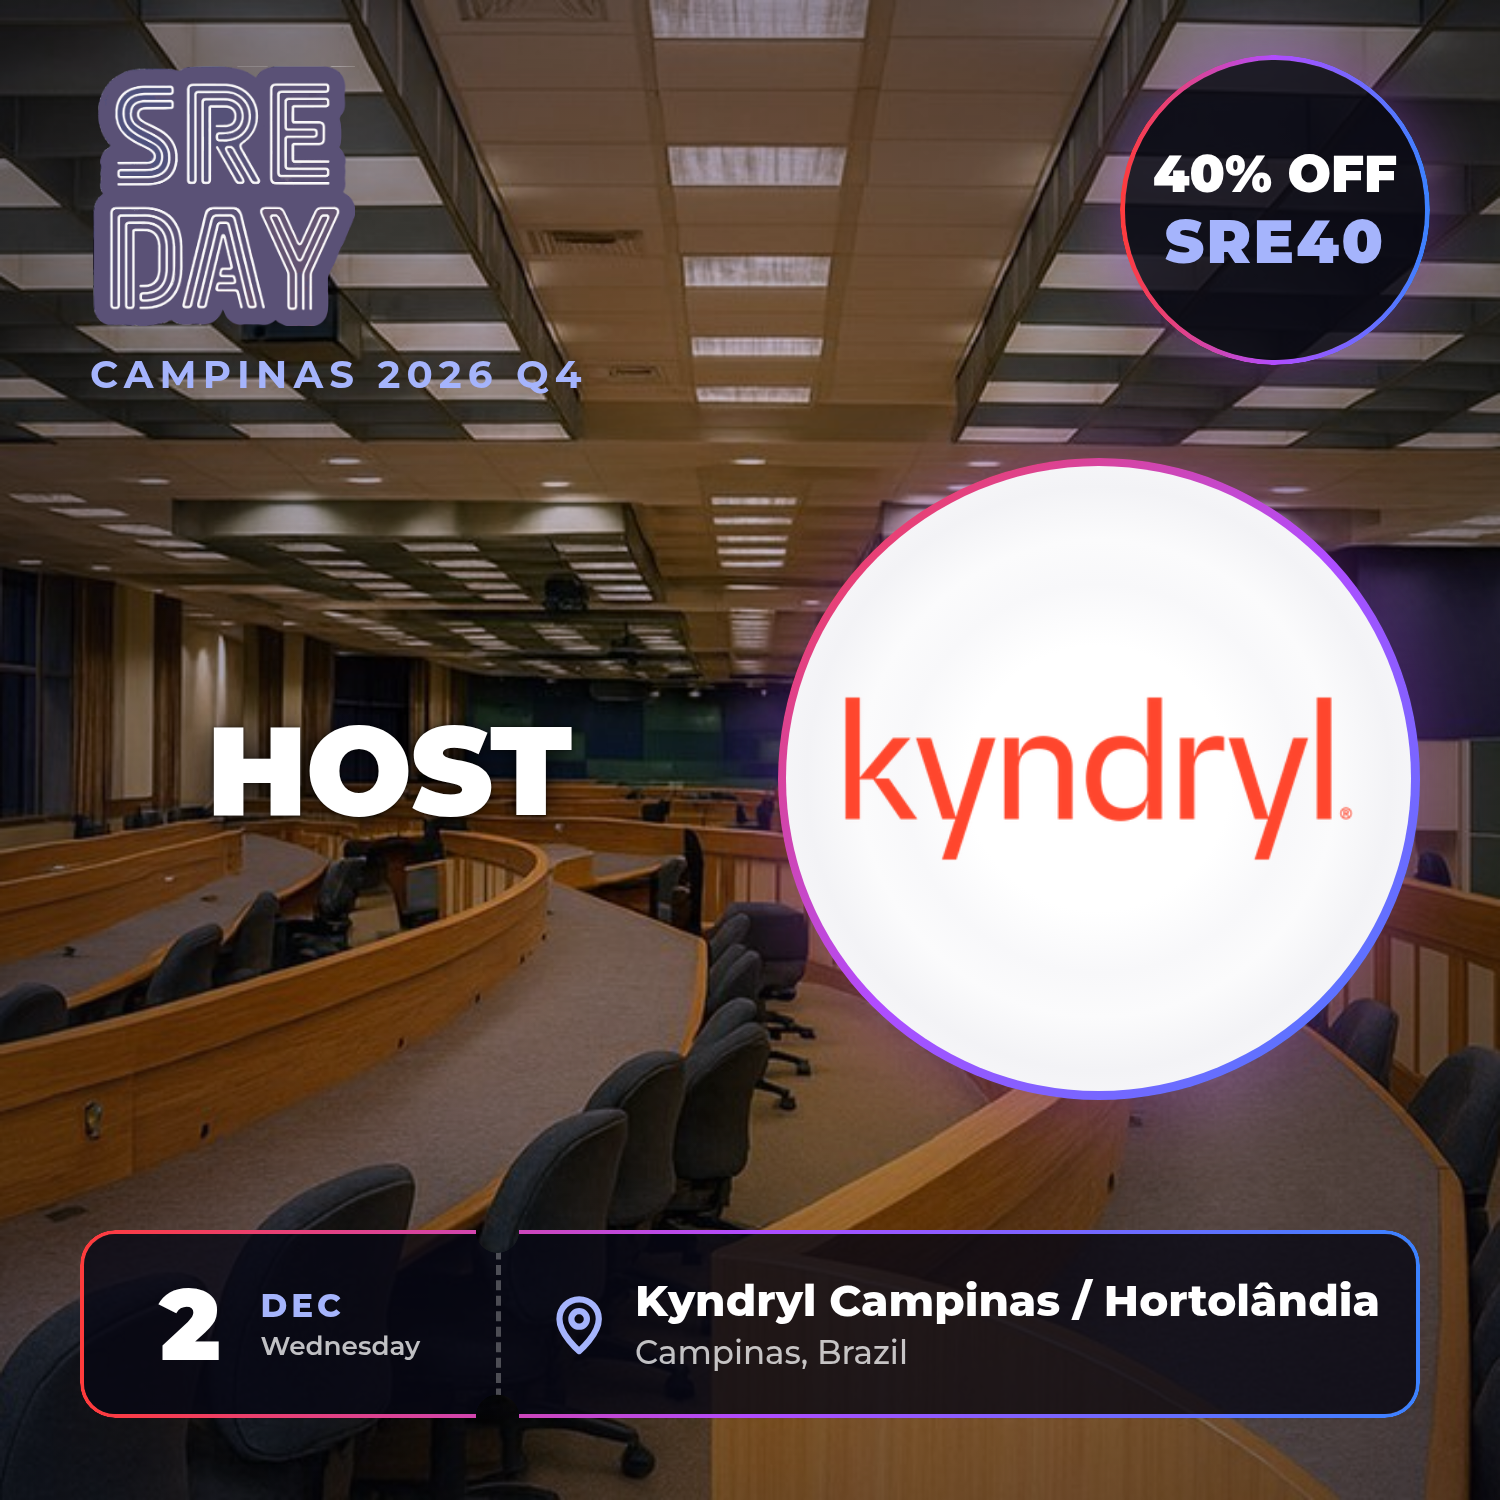 SRE
DAY
CAMPINAS 2026 Q4
40% OFF
SRE40
HOST
kyndryl®
2
DEC
Wednesday
Kyndryl Campinas / Hortolândia
Campinas, Brazil